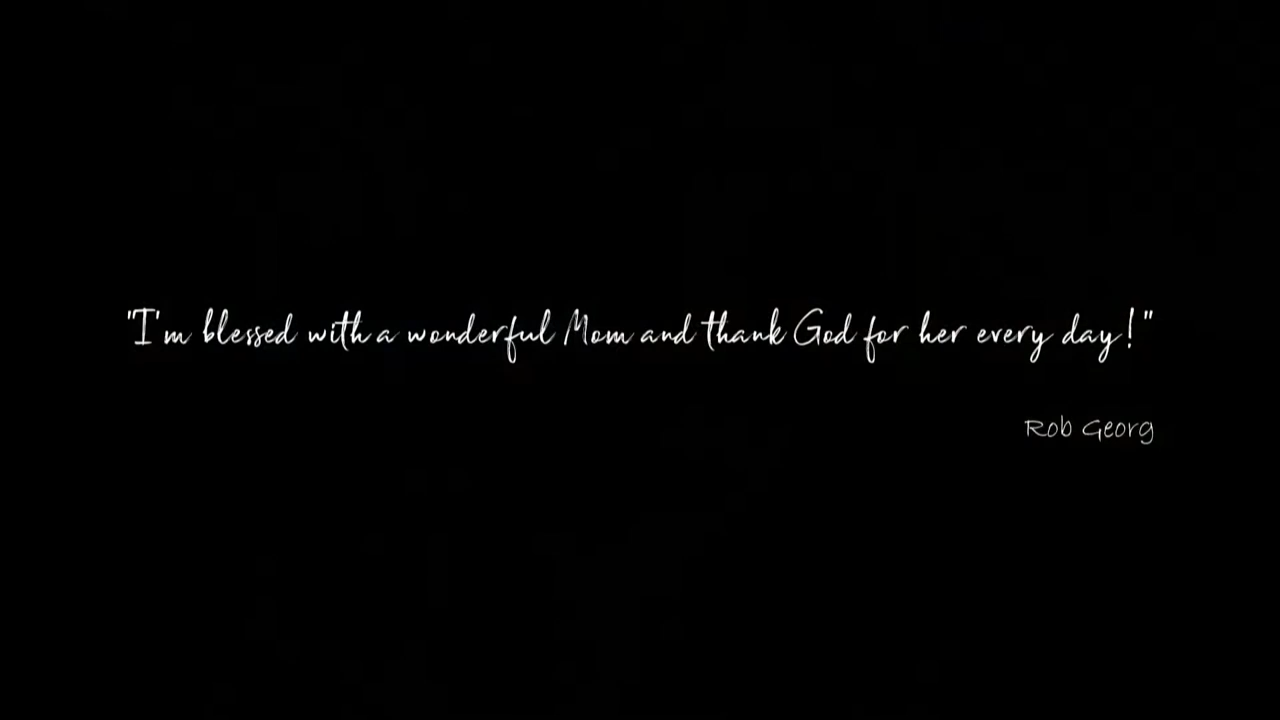 "I'm blessed with a wonderful Mom and thank God for her every day!"
Rob Georg